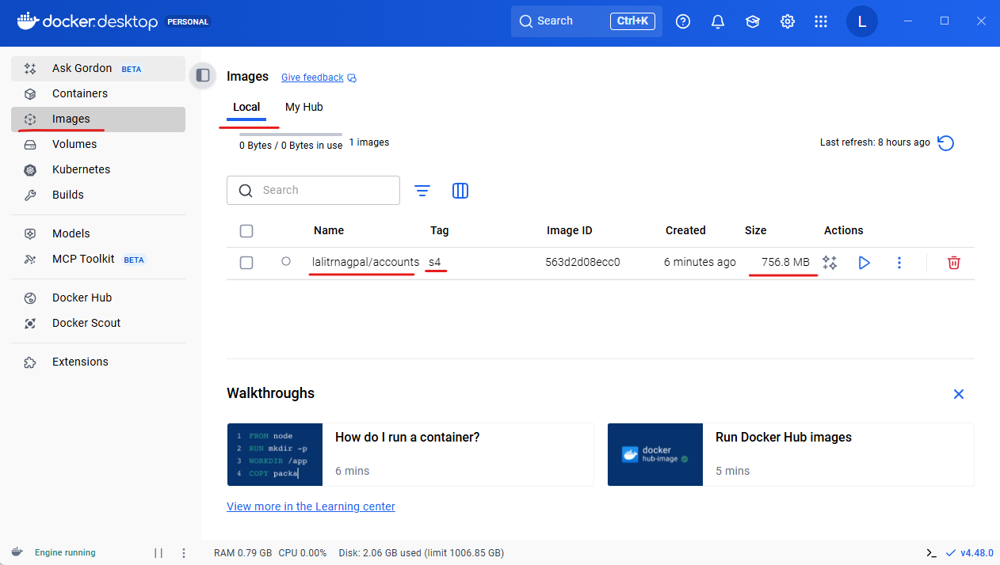 docker.desktop PERSONAL Search Ctrl+K L
Ask Gordon BETA
Containers
Images
Volumes
Kubernetes
Builds
Models
MCP Toolkit BETA
Docker Hub
Docker Scout
Extensions
Images Give feedback
Local My Hub
0 Bytes / 0 Bytes in use 1 images Last refresh: 8 hours ago
Search
Name Tag Image ID Created Size Actions
lalitrnagpal/accounts s4 563d2d08ecc0 6 minutes ago 756.8 MB
Walkthroughs
1 FROM node
2 RUN mkdir -p
3 WORKDIR /app
4 COPY packa
How do I run a container?
6 mins
docker
hub-image
Run Docker Hub images
5 mins
View more in the Learning center
Engine running RAM 0.79 GB CPU 0.00% Disk: 2.06 GB used (limit 1006.85 GB) v4.48.0